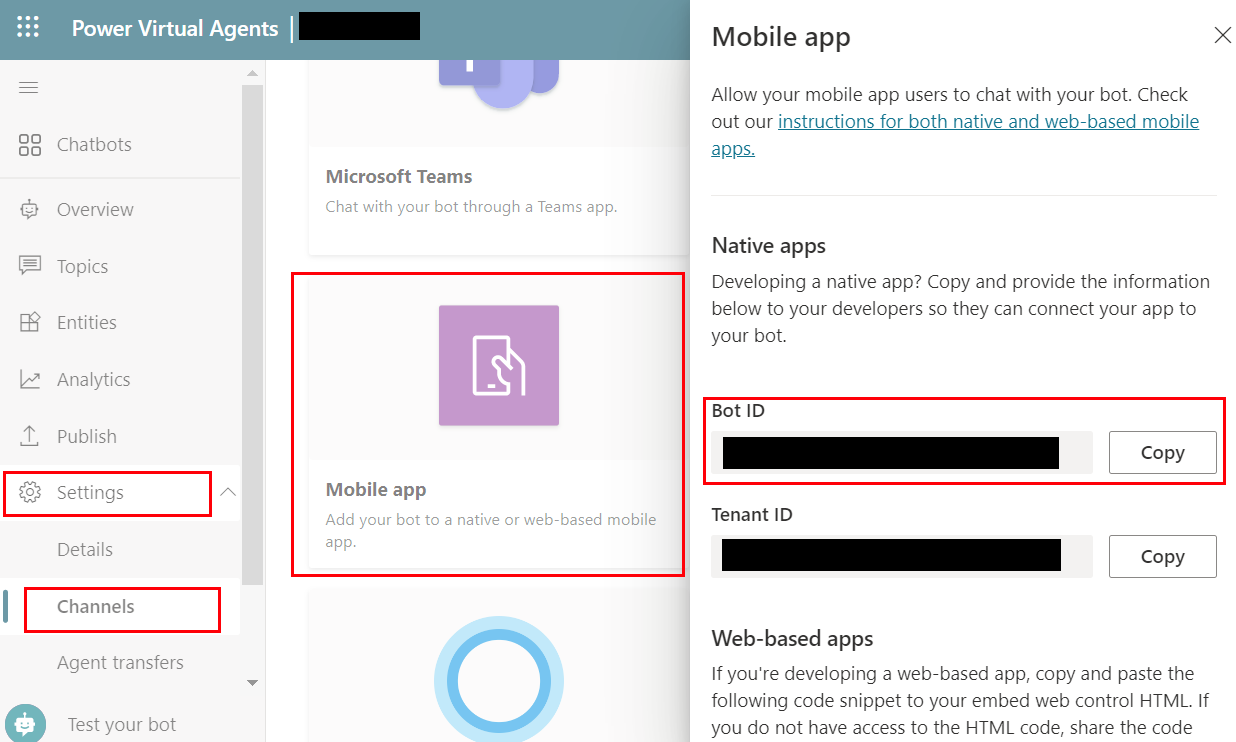 Power Virtual Agents |
Chatbots
Overview
Topics
Entities
Analytics
Publish
Settings
Details
Channels
Agent transfers
Test your bot
Microsoft Teams
Chat with your bot through a Teams app.
Mobile app
Add your bot to a native or web-based mobile
app.
Mobile app
Allow your mobile app users to chat with your bot. Check
out our instructions for both native and web-based mobile
apps.
Native apps
Developing a native app? Copy and provide the information
below to your developers so they can connect your app to
your bot.
Bot ID
Copy
Tenant ID
Copy
Web-based apps
If you're developing a web-based app, copy and paste the
following code snippet to your embed web control HTML. If
you do not have access to the HTML code, share the code